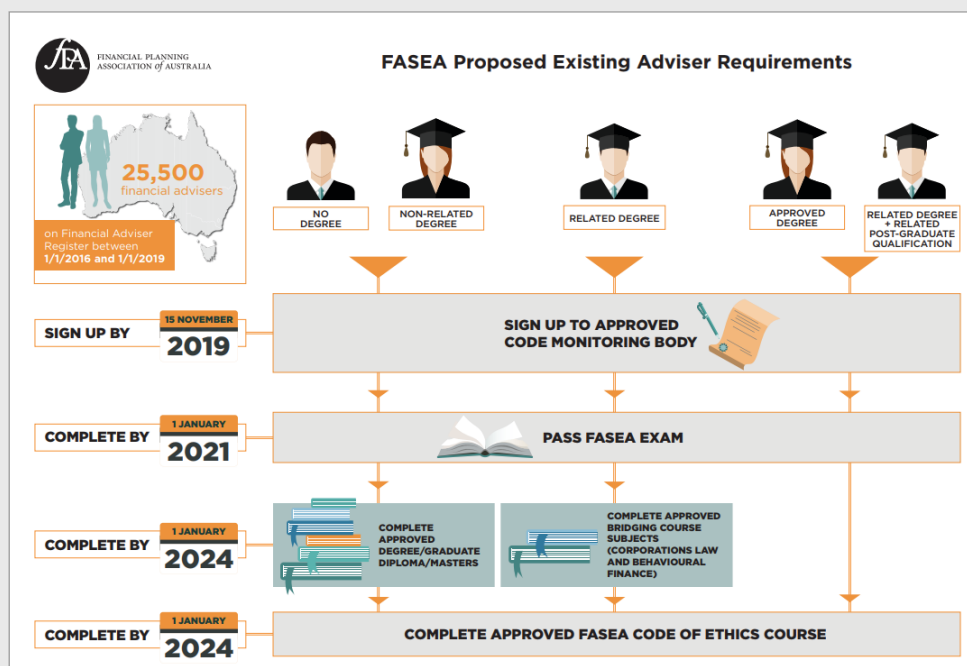 fPA
FINANCIAL PLANNING
ASSOCIATION of AUSTRALIA
FASEA Proposed Existing Adviser Requirements
25,500
financial advisers
on Financial Adviser
Register between
1/1/2016 and 1/1/2019
NO
DEGREE
NON-RELATED
DEGREE
RELATED DEGREE
APPROVED
DEGREE
RELATED DEGREE
+ RELATED
POST-GRADUATE
QUALIFICATION
SIGN UP BY
15 NOVEMBER
2019
SIGN UP TO APPROVED
CODE MONITORING BODY
COMPLETE BY
1 JANUARY
2021
PASS FASEA EXAM
COMPLETE BY
1 JANUARY
2024
COMPLETE
APPROVED
DEGREE/GRADUATE
DIPLOMA/MASTERS
COMPLETE APPROVED
BRIDGING COURSE
SUBJECTS
(CORPORATIONS LAW
AND BEHAVIOURAL
FINANCE)
COMPLETE BY
1 JANUARY
2024
COMPLETE APPROVED FASEA CODE OF ETHICS COURSE